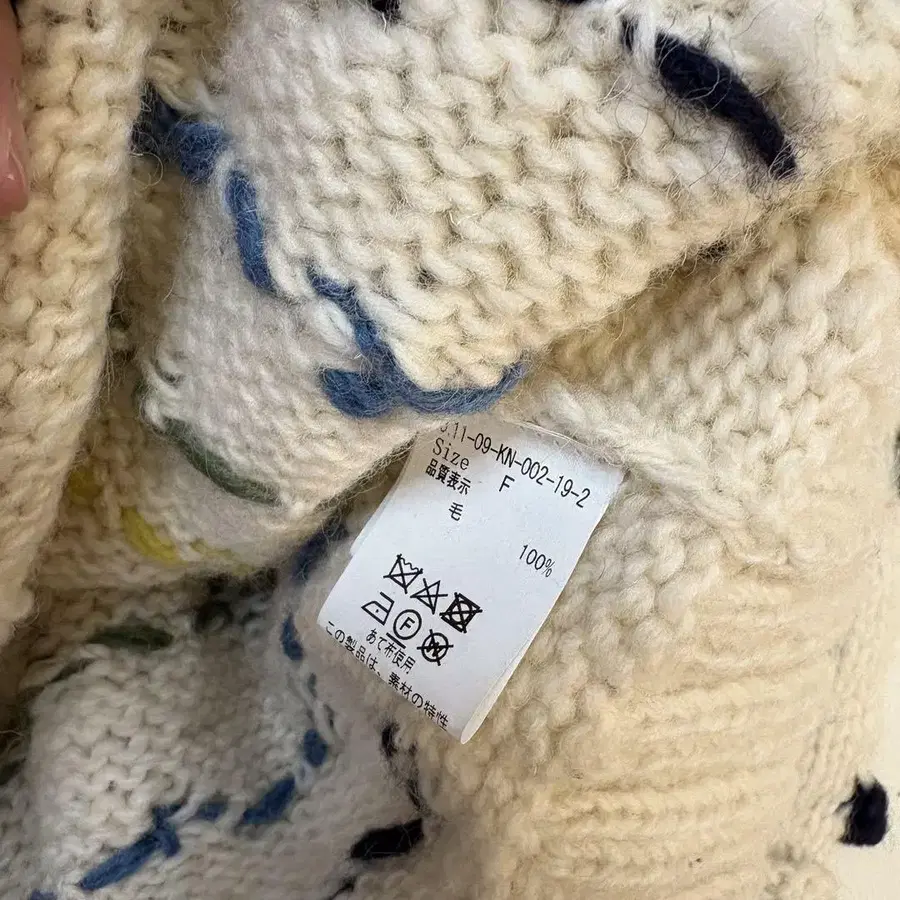 .11-09-KN-002-19-2
Size F
品質表示
毛
100%
F W
あて布使用
この製品は、素材の特性